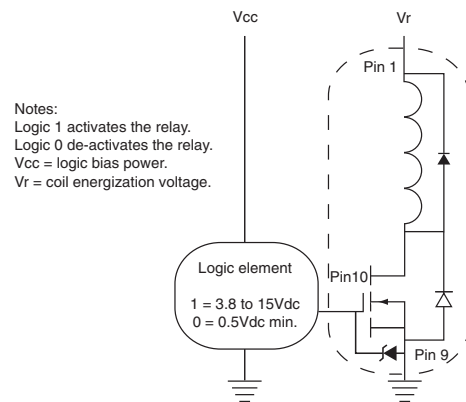 Vcc
Vr
Pin 1
Notes:
Logic 1 activates the relay.
Logic 0 de-activates the relay.
Vcc = logic bias power.
Vr = coil energization voltage.
Logic element
1 = 3.8 to 15Vdc
0 = 0.5Vdc min.
Pin10
Pin 9